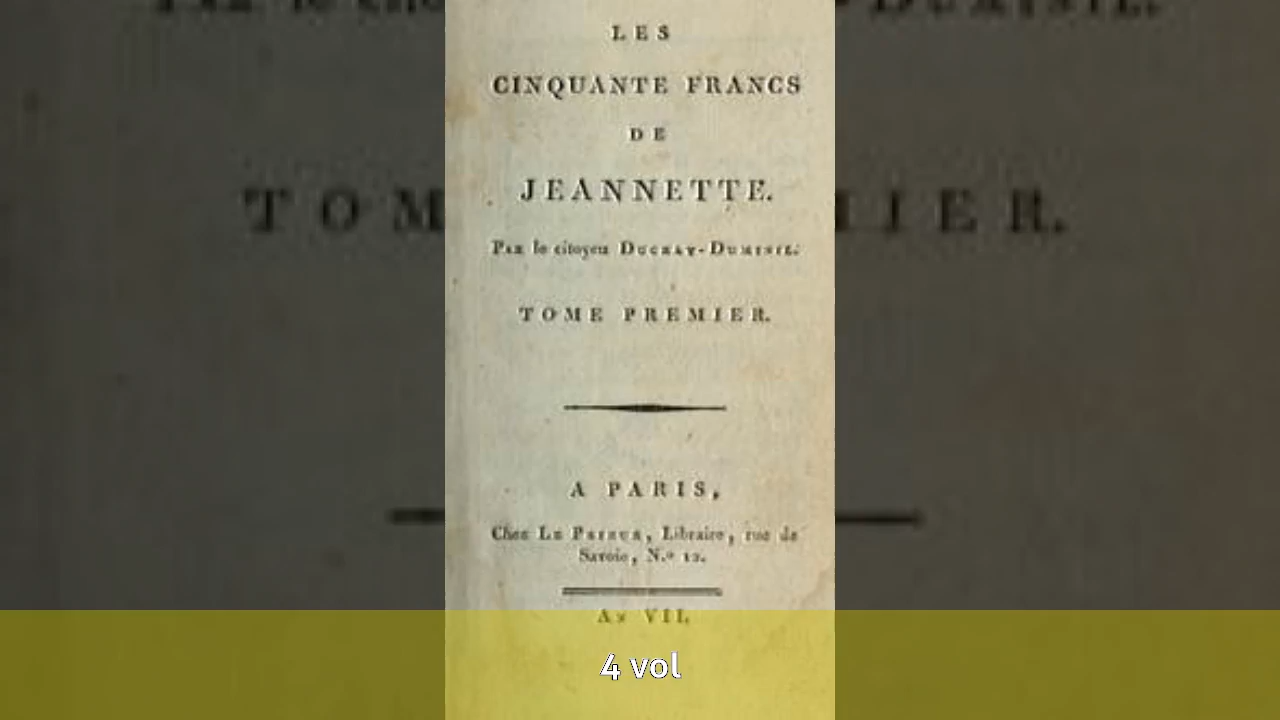 LES
CINQUANTE FRANCS
DE
JEANNETTE.
PAR le citoyen DUCRAY-DUMINIL.
TOME PREMIER.
A PARIS,
Chez LE PRIEUR, Libraire, rue de
Savoie, N.º 12.
AN VII.
4 vol